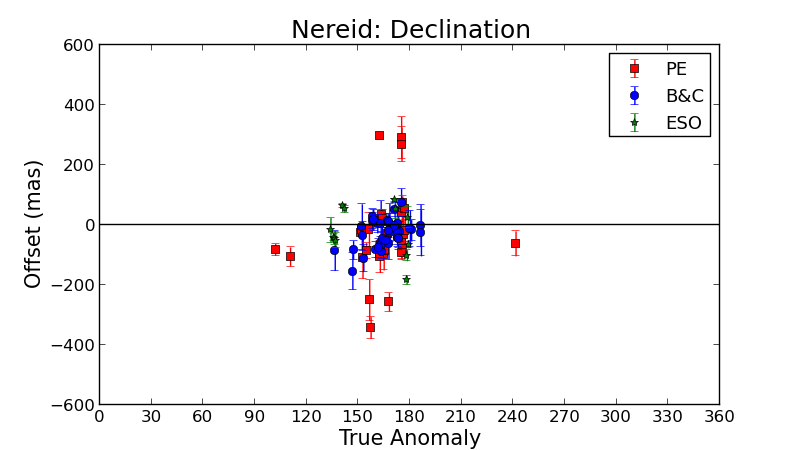 Nereid: Declination
600
400
200
0
−200
−400
−600
Offset (mas)
PE
B&C
ESO
0 30 60 90 120 150 180 210 240 270 300 330 360
True Anomaly